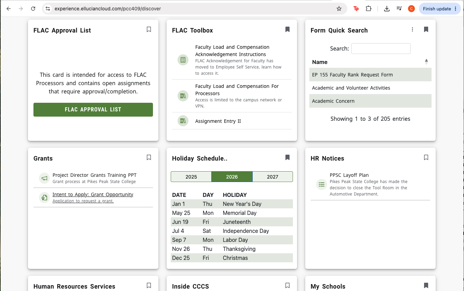 experience.elluciancloud.com/pcc409/discover
Finish update
FLAC Approval List
This card is intended for access to FLAC
Processors and contains open assignments
that require approval/completion.
FLAC APPROVAL LIST
FLAC Toolbox
Faculty Load and Compensation
Acknowledgement Instructions
FLAC Acknowledgement for Faculty has
moved to Employee Self Service, learn how
to access it.
Faculty Load and Compensation For
Processors
Access is limited to the campus network or
VPN.
Assignment Entry II
Form Quick Search
Search:
Name
EP 155 Faculty Rank Request Form
Academic and Volunteer Activities
Academic Concern
Showing 1 to 3 of 205 entries
Grants
Project Director Grants Training PPT
Grant process at Pikes Peak State College
Intent to Apply: Grant Opportunity
Application to request a grant.
Holiday Schedule..
2025 2026 2027
DATE DAY HOLIDAY
Jan 1 Thu New Year's Day
May 25 Mon Memorial Day
Jun 19 Fri Juneteenth
Jul 4 Sat Independence Day
Sep 7 Mon Labor Day
Nov 26 Thu Thanksgiving
Dec 25 Fri Christmas
HR Notices
PPSC Layoff Plan
Pikes Peak State College has made the
decision to close the Tool Room in the
Automotive Department.
Human Resources Services
Inside CCCS
My Schools